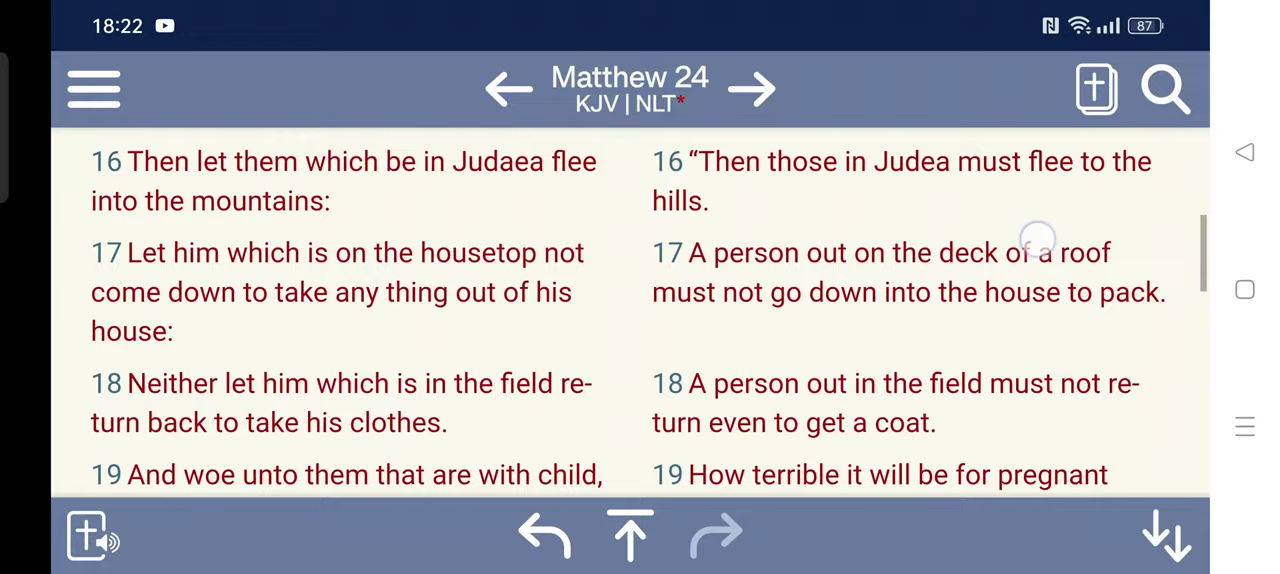 18:22
87
Matthew 24
KJV | NLT*
16 Then let them which be in Judaea flee
into the mountains:
17 Let him which is on the housetop not
come down to take any thing out of his
house:
18 Neither let him which is in the field re-
turn back to take his clothes.
19 And woe unto them that are with child,
16 “Then those in Judea must flee to the
hills.
17 A person out on the deck of a roof
must not go down into the house to pack.
18 A person out in the field must not re-
turn even to get a coat.
19 How terrible it will be for pregnant